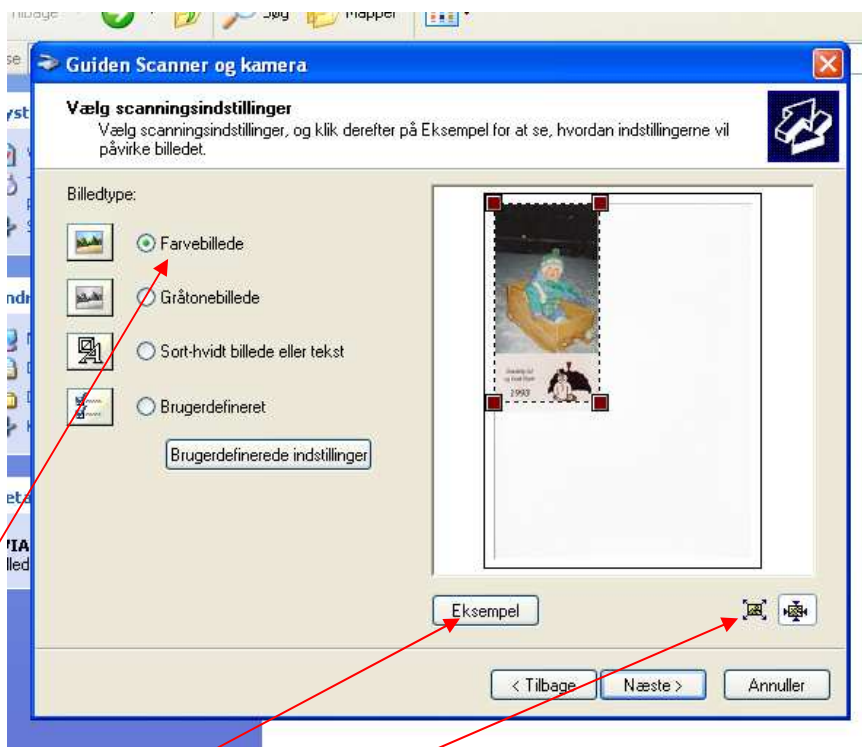 Søg
Mapper
Guiden Scanner og kamera
Vælg scanningsindstillinger
Vælg scanningsindstillinger, og klik derefter på Eksempel for at se, hvordan indstillingerne vil
påvirke billedet.
Billedtype:
Farvebillede
Gråtonebillede
Sort-hvidt billede eller tekst
Brugerdefineret
Brugerdefinerede indstillinger
1993
Eksempel
< Tilbage
Næste >
Annuller